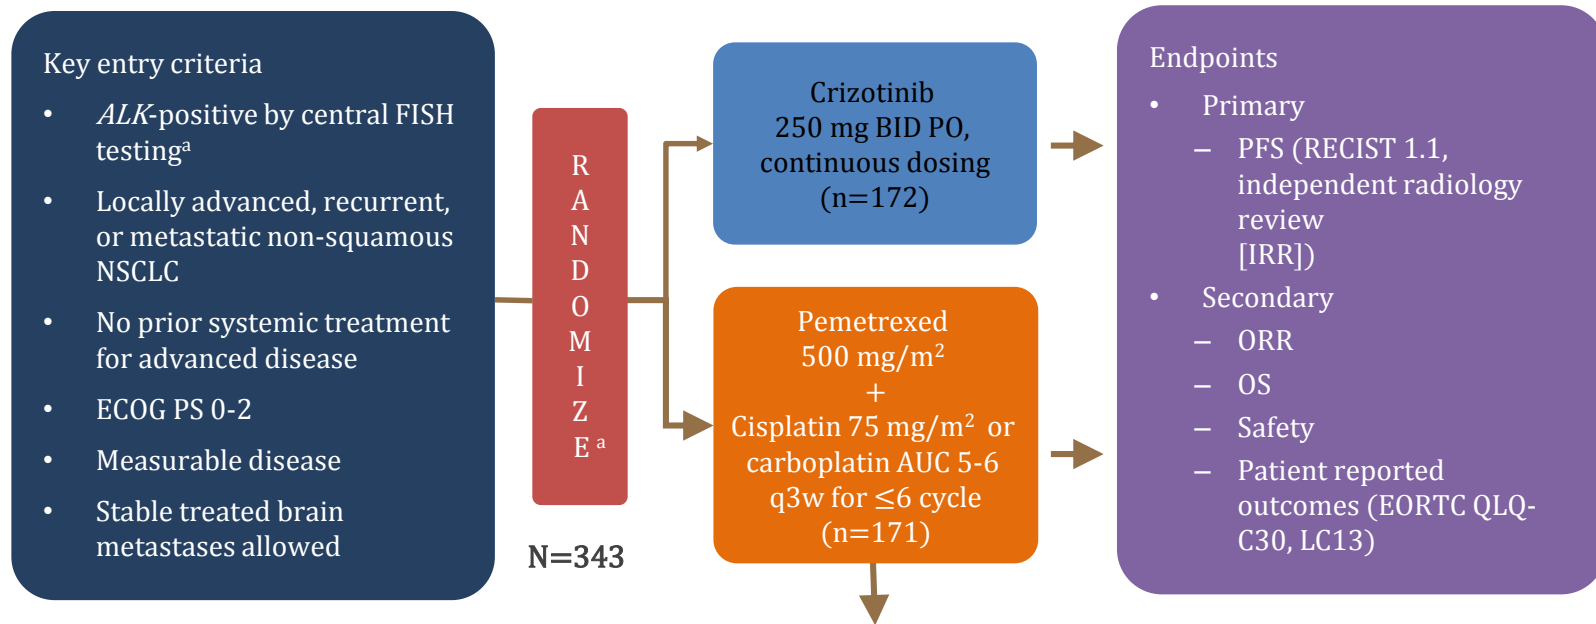 Key entry criteria
• ALK-positive by central FISH
testingᵃ
• Locally advanced, recurrent,
or metastatic non-squamous
NSCLC
• No prior systemic treatment
for advanced disease
• ECOG PS 0-2
• Measurable disease
• Stable treated brain
metastases allowed
R
A
N
D
O
M
I
Z
E ᵃ
N=343
Crizotinib
250 mg BID PO,
continuous dosing
(n=172)
Pemetrexed
500 mg/m²
+
Cisplatin 75 mg/m² or
carboplatin AUC 5-6
q3w for ≤6 cycle
(n=171)
Endpoints
• Primary
– PFS (RECIST 1.1,
independent radiology
review
[IRR])
• Secondary
– ORR
– OS
– Safety
– Patient reported
outcomes (EORTC QLQ-
C30, LC13)